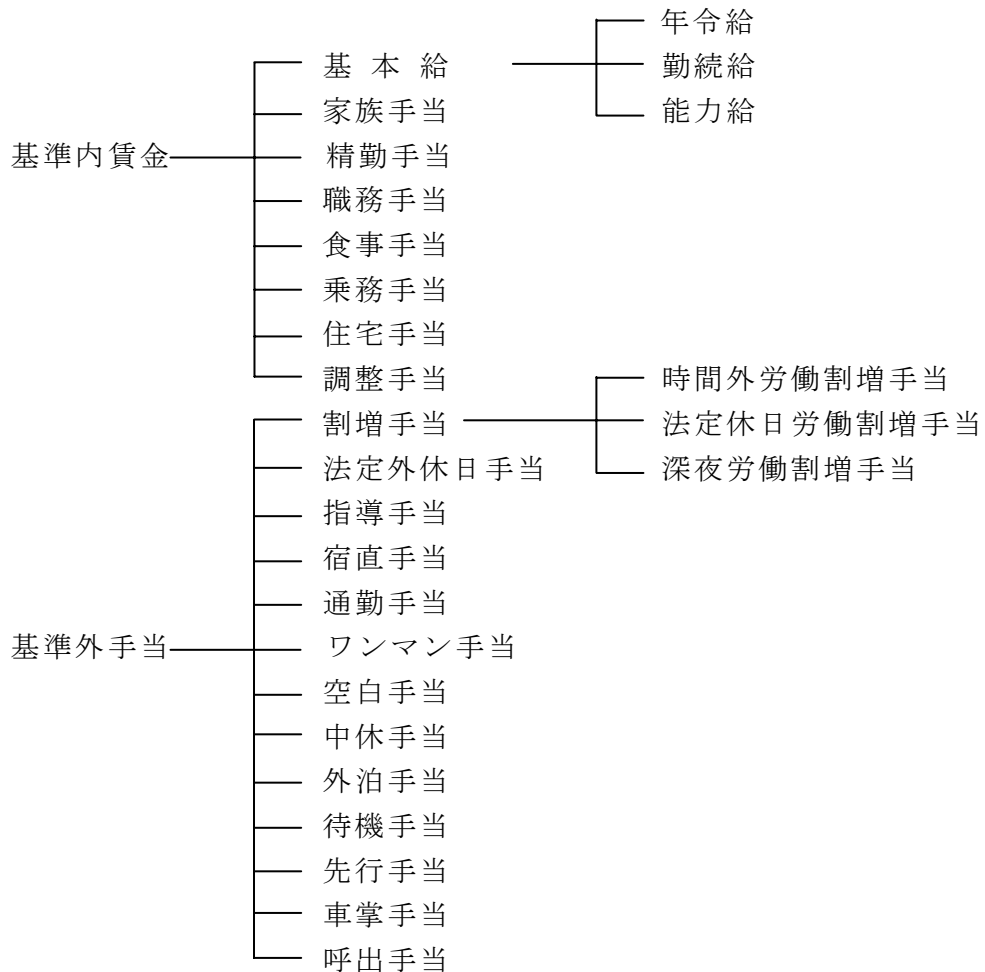 年令給
基本給
勤続給
家族手当
能力給
基準内賃金
精勤手当
職務手当
食事手当
乗務手当
住宅手当
調整手当
時間外労働割増手当
割増手当
法定休日労働割増手当
法定外休日手当
深夜労働割増手当
指導手当
宿直手当
通勤手当
基準外手当
ワンマン手当
空白手当
中休手当
外泊手当
待機手当
先行手当
車掌手当
呼出手当